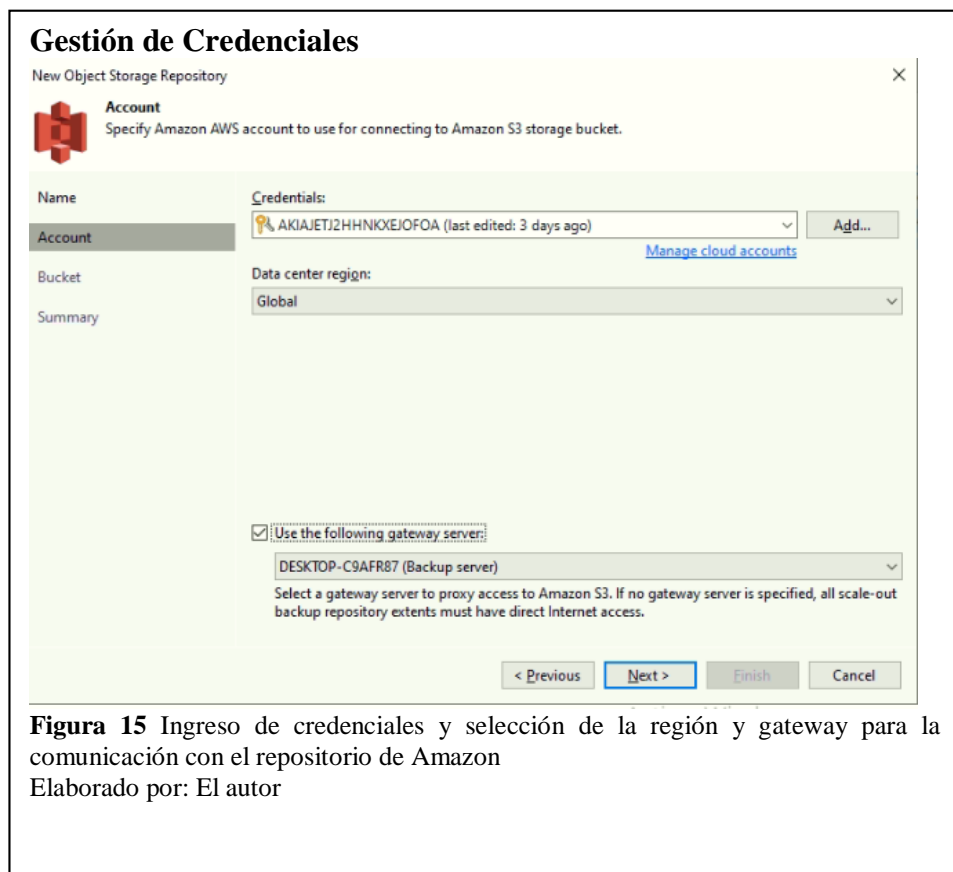 Gestión de Credenciales
New Object Storage Repository
Account
Specify Amazon AWS account to use for connecting to Amazon S3 storage bucket.
Name
Account
Bucket
Summary
Credentials:
AKIAJETJ2HHNKXEJOFOA (last edited: 3 days ago)
Add...
Manage cloud accounts
Data center region:
Global
Use the following gateway server:
DESKTOP-C9AFR87 (Backup server)
Select a gateway server to proxy access to Amazon S3. If no gateway server is specified, all scale-out
backup repository extents must have direct Internet access.
< Previous
Next >
Finish
Cancel
Figura 15 Ingreso de credenciales y selección de la región y gateway para la
comunicación con el repositorio de Amazon
Elaborado por: El autor